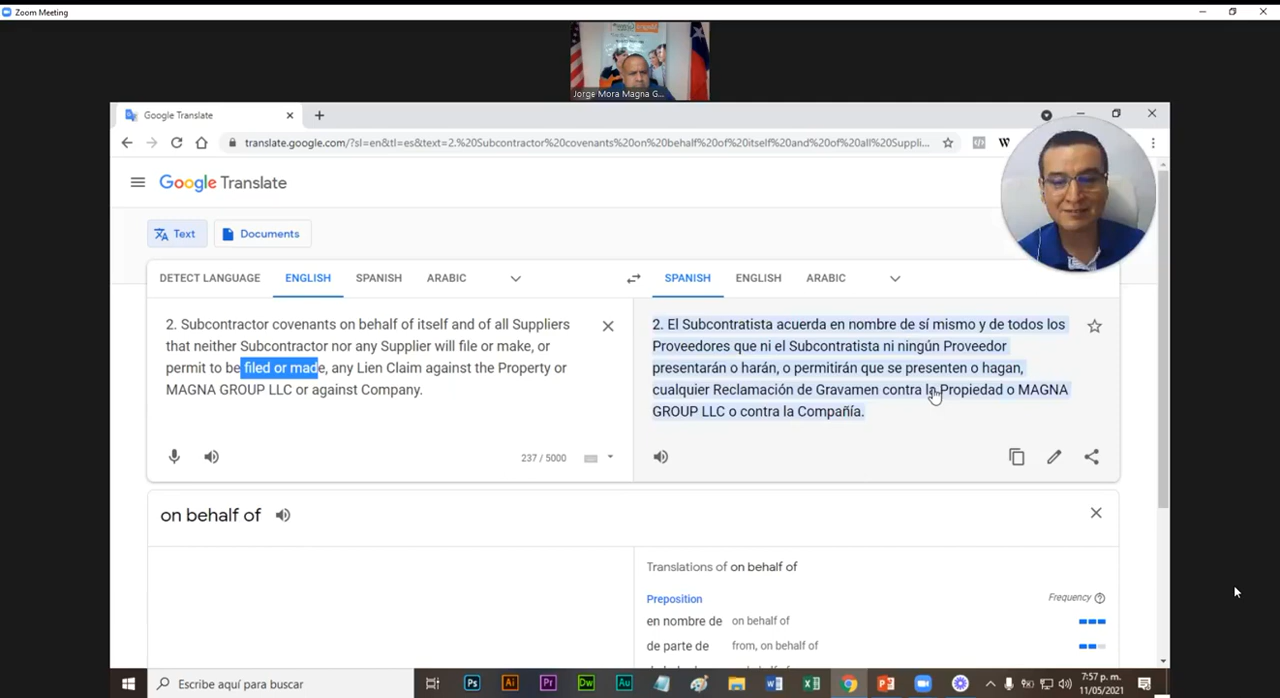 Zoom Meeting
Jorge Mora Magna G...
Google Translate
translate.google.com/?sl=en&tl=es&text=2.%20Subcontractor%20covenants%20on%20behalf%20of%20itself%20and%20of%20all%20Suppli...
Google Translate
Text
Documents
DETECT LANGUAGE ENGLISH SPANISH ARABIC
SPANISH ENGLISH ARABIC
2. Subcontractor covenants on behalf of itself and of all Suppliers
that neither Subcontractor nor any Supplier will file or make, or
permit to be filed or made, any Lien Claim against the Property or
MAGNA GROUP LLC or against Company.
237 / 5000
2. El Subcontratista acuerda en nombre de sí mismo y de todos los
Proveedores que ni el Subcontratista ni ningún Proveedor
presentarán o harán, o permitirán que se presenten o hagan,
cualquier Reclamación de Gravamen contra la Propiedad o MAGNA
GROUP LLC o contra la Compañía.
on behalf of
Translations of on behalf of
Preposition Frequency
en nombre de on behalf of
de parte de from, on behalf of
Escribe aquí para buscar
Ps Ai Pr Dw Au
7:57 p. m.
11/05/2021